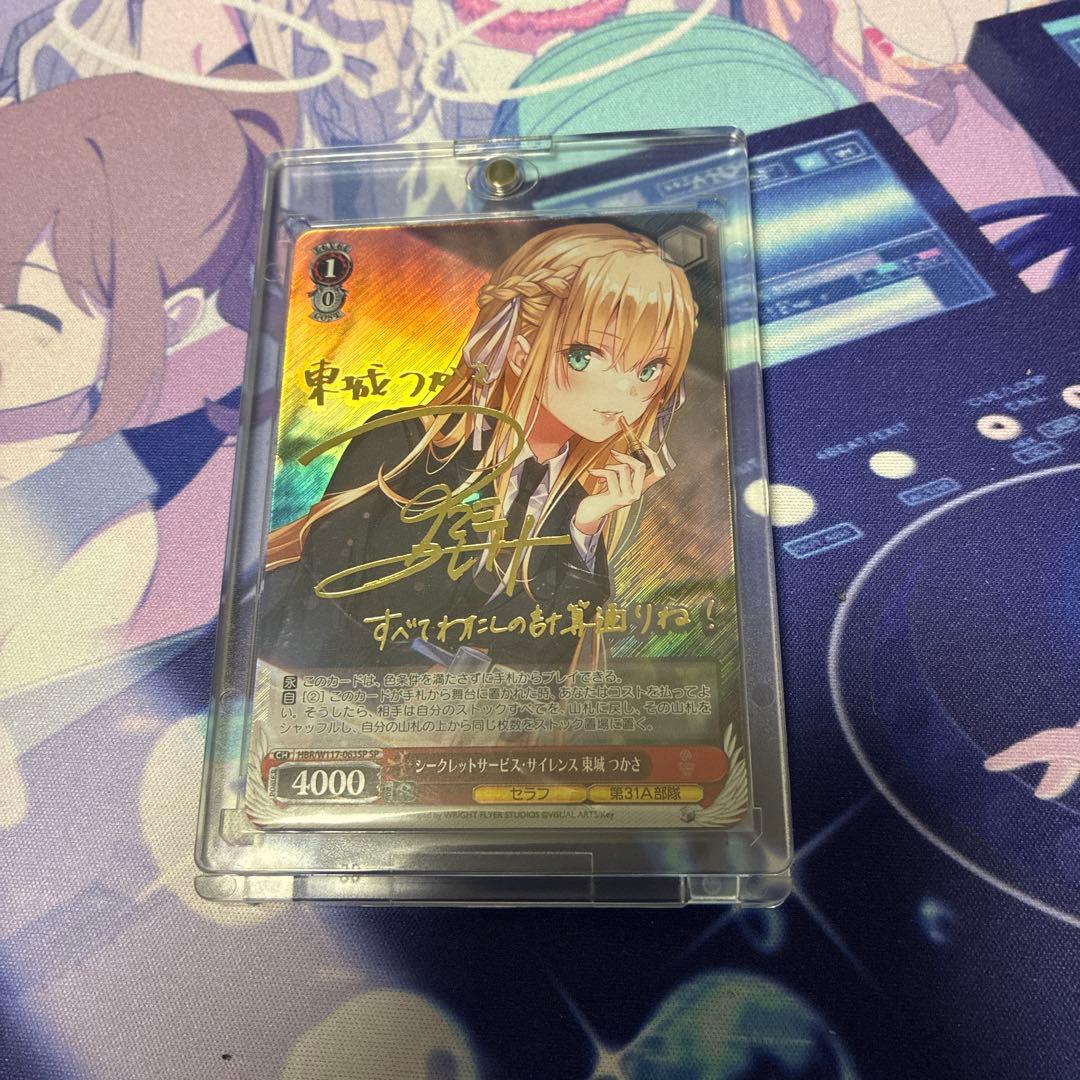 1
0
COST
東城つかさ
すべてわたしの計算通りね！
永 このカードは、色条件を満たさずに手札からプレイできる。
自 [②] このカードが手札から舞台に置かれた時、あなたはコストを払ってよ
い。そうしたら、相手は自分のストックすべてを、山札に戻し、その山札を
シャッフルし、自分の山札の上から同じ枚数をストック置場に置く。
CH HBR/W117-063SP SP
シークレットサービス・サイレンス 東城 つかさ
4000
セラフ 第31A部隊
by WRIGHT FLYER STUDIOS ©VISUAL ARTS/Key